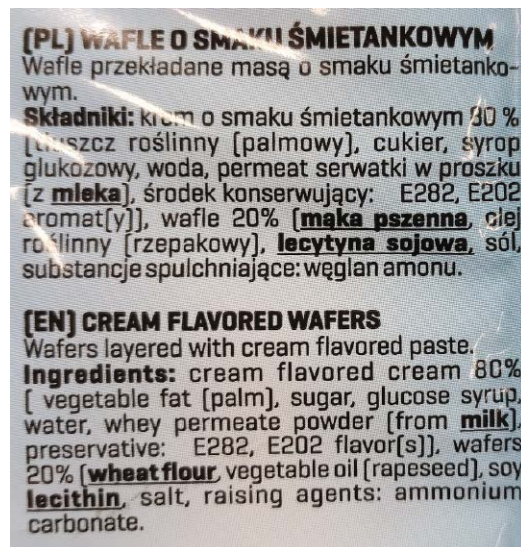 (PL) WAFLE O SMAKU ŚMIETANKOWYM
Wafle przekładane masą o smaku śmietanko-
wym.
Składniki: krem o smaku śmietankowym 80 %
[tłuszcz roślinny (palmowy), cukier, syrop
glukozowy, woda, permeat serwatki w proszku
(z mleka), środek konserwujący: E282, E202
aromat(y)], wafle 20% (mąka pszenna, olej
roślinny (rzepakowy), lecytyna sojowa, sól,
substancje spulchniające: węglan amonu.
(EN) CREAM FLAVORED WAFERS
Wafers layered with cream flavored paste.
Ingredients: cream flavored cream 80%
[ vegetable fat (palm), sugar, glucose syrup,
water, whey permeate powder (from milk),
preservative: E282, E202 flavor(s)], wafers
20% (wheat flour, vegetable oil (rapeseed), soy
lecithin, salt, raising agents: ammonium
carbonate.